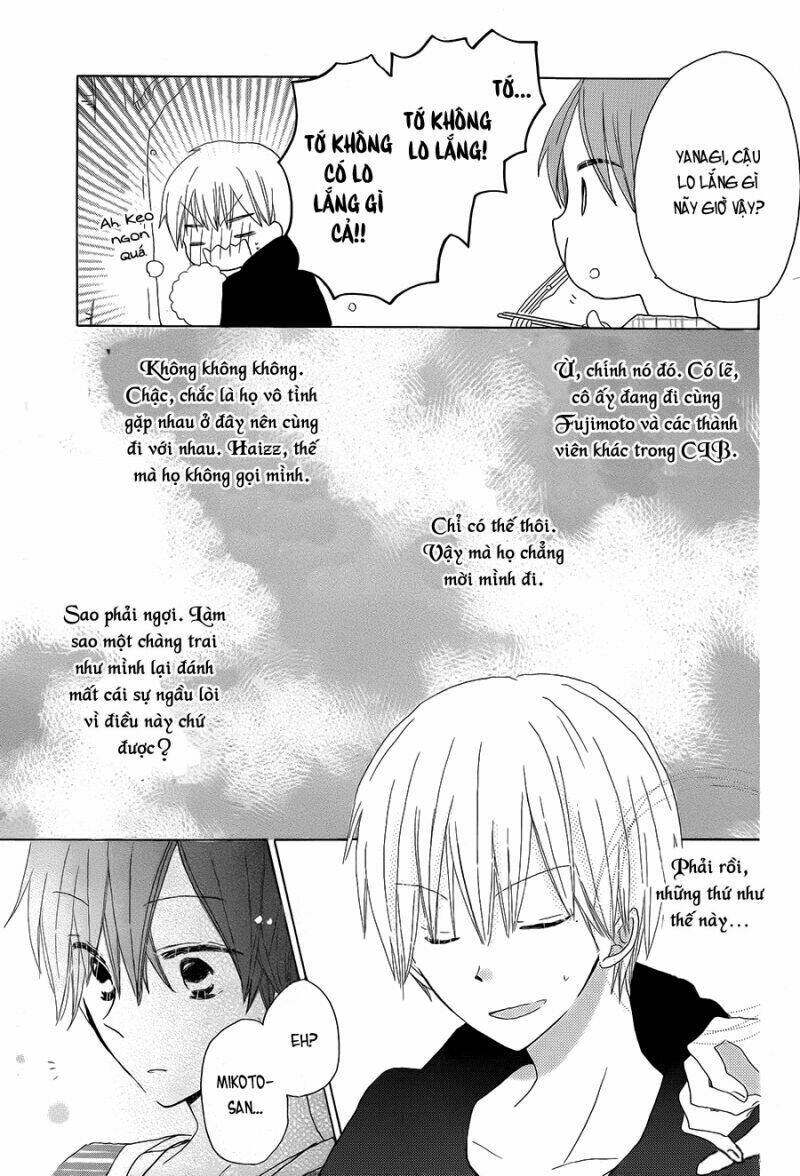 YANAGI, CẬU
LO LẮNG GÌ
NÃY GIỜ VẬY?
TỚ...
TỚ KHÔNG
LO LẮNG!
TỚ KHÔNG
CÓ LO
LẮNG GÌ
CẢ!!
Ah, kẹo
ngon
quá
Ừ, chính nó đó. Có lẽ,
cô ấy đang đi cùng
Fujimoto và các thành
viên khác trong CLB.
Không không không.
Chậc, chắc là họ vô tình
gặp nhau ở đây nên cùng
đi với nhau. Haizz, thế
mà họ không gọi mình.
Chỉ có thế thôi.
Vậy mà họ chẳng
mời mình đi.
Sao phải ngợi. Làm
sao một chàng trai
như mình lại đánh
mất cái sự ngầu lòi
vì điều này chứ
được?
Phải rồi,
những thứ như
thế này...
EH?
MIKOTO-
SAN...